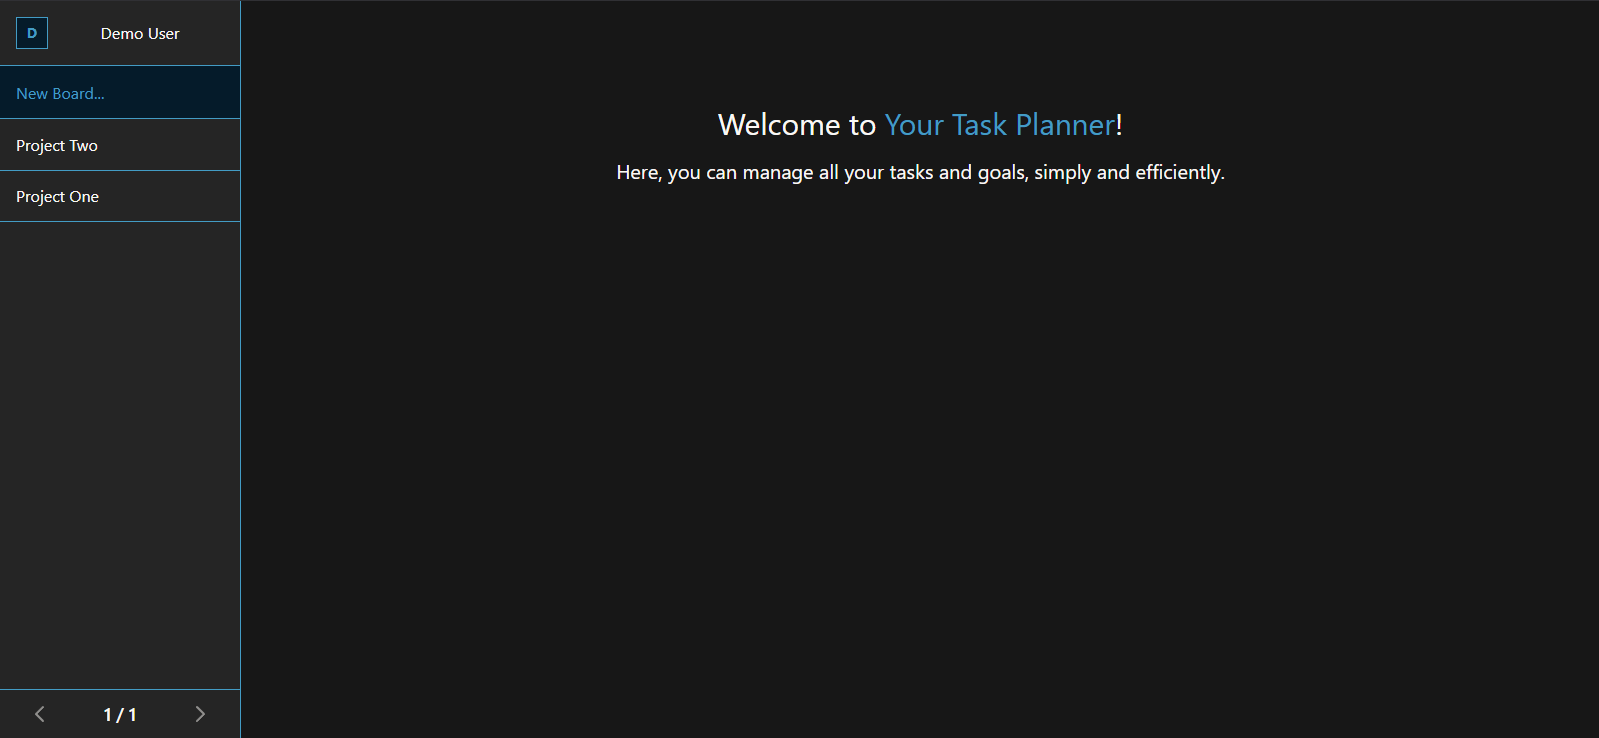 D
Demo User
New Board...
Project Two
Project One
1 / 1
Welcome to Your Task Planner!
Here, you can manage all your tasks and goals, simply and efficiently.